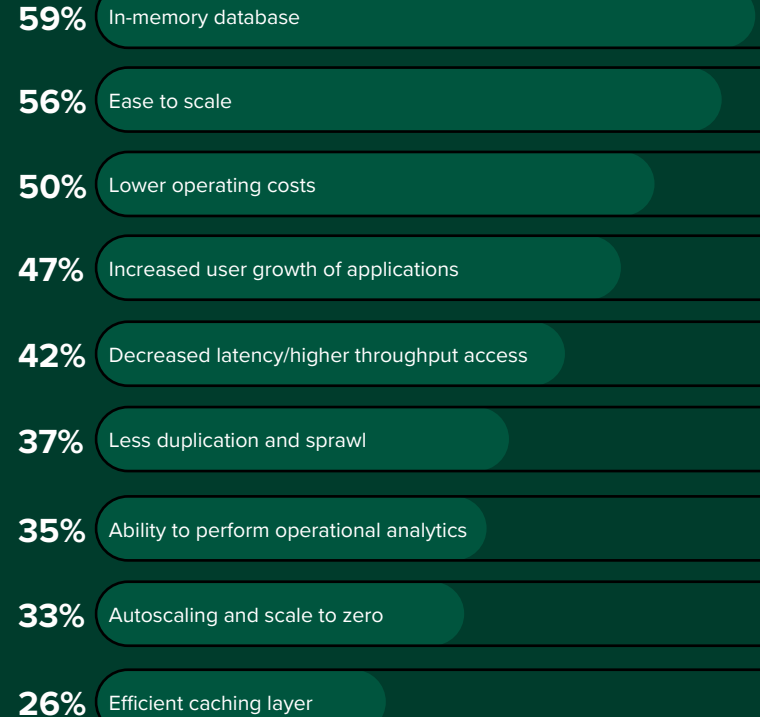 59% In-memory database
56% Ease to scale
50% Lower operating costs
47% Increased user growth of applications
42% Decreased latency/higher throughput access
37% Less duplication and sprawl
35% Ability to perform operational analytics
33% Autoscaling and scale to zero
26% Efficient caching layer